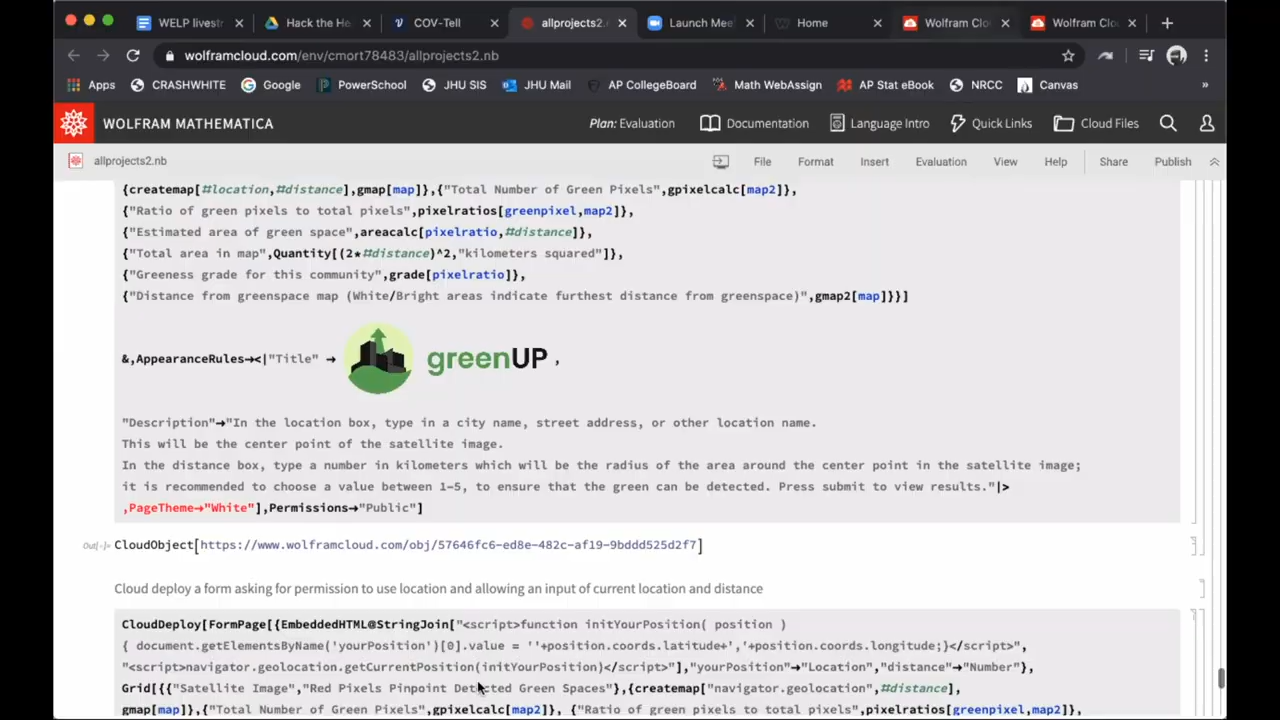 WELP livestr
Hack the He
COV-Tell
allprojects2.
Launch Mee
Home
Wolfram Clo
Wolfram Clo
wolframcloud.com/env/cmort78483/allprojects2.nb
Apps CRASHWHITE Google PowerSchool JHU SIS JHU Mail AP CollegeBoard Math WebAssign AP Stat eBook NRCC Canvas »
WOLFRAM MATHEMATICA Plan: Evaluation Documentation Language Intro Quick Links Cloud Files
allprojects2.nb File Format Insert Evaluation View Help Share Publish
{createmap[#location,#distance],gmap[map]},{"Total Number of Green Pixels",gpixelcalc[map2]},
{"Ratio of green pixels to total pixels",pixelratios[greenpixel,map2]},
{"Estimated area of green space",areacalc[pixelratio,#distance]},
{"Total area in map",Quantity[(2*#distance)^2,"kilometers squared"]},
{"Greeness grade for this community",grade[pixelratio]},
{"Distance from greenspace map (White/Bright areas indicate furthest distance from greenspace)",gmap2[map]}}]
&,AppearanceRules→<|"Title" → greenUP ,
"Description"→"In the location box, type in a city name, street address, or other location name.
This will be the center point of the satellite image.
In the distance box, type a number in kilometers which will be the radius of the area around the center point in the satellite image;
it is recommended to choose a value between 1-5, to ensure that the green can be detected. Press submit to view results."|>
,PageTheme→"White"],Permissions→"Public"]
Out[-]= CloudObject[https://www.wolframcloud.com/obj/57646fc6-ed8e-482c-af19-9bddd525d2f7]
Cloud deploy a form asking for permission to use location and allowing an input of current location and distance
CloudDeploy[FormPage[{EmbeddedHTML@StringJoin["<script>function initYourPosition( position )
{ document.getElementsByName('yourPosition')[0].value = ''+position.coords.latitude+','+position.coords.longitude;}</script>",
"<script>navigator.geolocation.getCurrentPosition(initYourPosition)</script>"],"yourPosition"→"Location","distance"→"Number"},
Grid[{{"Satellite Image","Red Pixels Pinpoint Detected Green Spaces"},{createmap["navigator.geolocation",#distance],
gmap[map]},{"Total Number of Green Pixels",gpixelcalc[map2]}, {"Ratio of green pixels to total pixels",pixelratios[greenpixel,map2]},